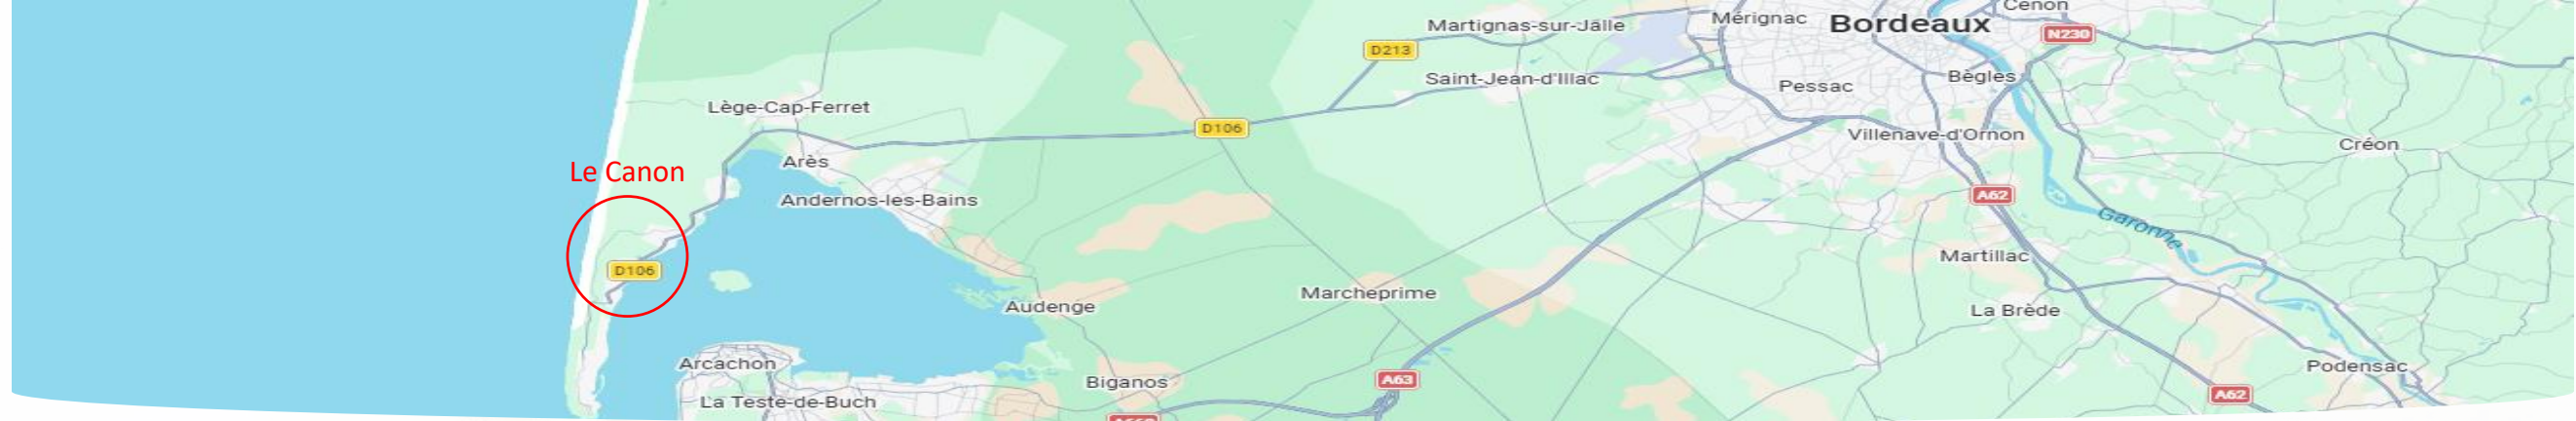 Cenon
Martignas-sur-Jalle
Mérignac
Bordeaux
N230
D213
Saint-Jean-d'Illac
Pessac
Bègles
Lège-Cap-Ferret
D106
Villenave-d'Ornon
Créon
Arès
Le Canon
Andernos-les-Bains
A62
Garonne
D106
Martillac
Audenge
Marcheprime
La Brède
Arcachon
Biganos
A63
Podensac
La Teste-de-Buch
A62